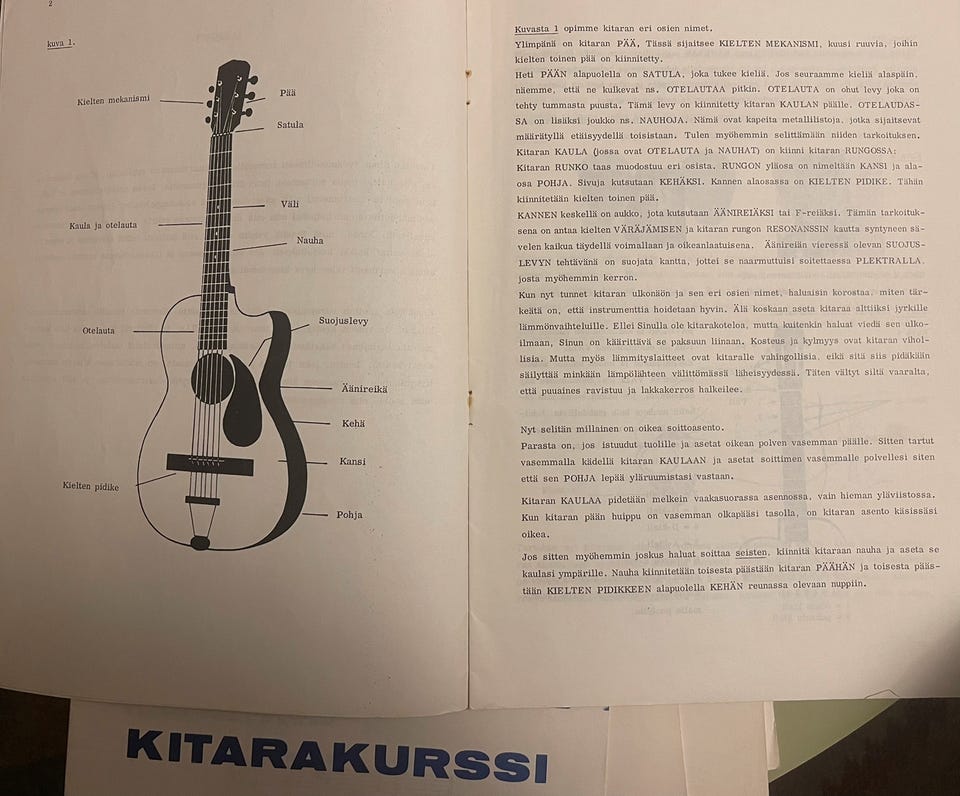 2
kuva 1.
Kielten mekanismi
Pää
Satula
Väli
Kaula ja otelauta
Nauha
Otelauta
Suojuslevy
Äänireikä
Kehä
Kansi
Kielten pidike
Pohja
Kuvasta 1 opimme kitaran eri osien nimet.
Ylimpänä on kitaran PÄÄ. Tässä sijaitsee KIELTEN MEKANISMI, kuusi ruuvia, joihin
kielten toinen pää on kiinnitetty.
Heti PÄÄN alapuolella on SATULA, joka tukee kieliä. Jos seuraamme kieliä alaspäin,
näemme, että ne kulkevat ns. OTELAUTAA pitkin. OTELAUTA on ohut levy joka on
tehty tummasta puusta. Tämä levy on kiinnitetty kitaran KAULAN päälle. OTELAUDAS-
SA on lisäksi joukko ns. NAUHOJA. Nämä ovat kapeita metallilistoja, jotka sijaitsevat
määrätyllä etäisyydellä toisistaan. Tulen myöhemmin selittämään niiden tarkoituksen.
Kitaran KAULA (jossa ovat OTELAUTA ja NAUHAT) on kiinni kitaran RUNGOSSA:
Kitaran RUNKO taas muodostuu eri osista. RUNGON yläosa on nimeltään KANSI ja ala-
osa POHJA. Sivuja kutsutaan KEHÄKSI. Kannen alaosassa on KIELTEN PIDIKE. Tähän
kiinnitetään kielten toinen pää.
KANNEN keskellä on aukko, jota kutsutaan ÄÄNIREIÄKSI tai F-reiäksi. Tämän tarkoituk-
sena on antaa kielten VÄRÄJÄMISEN ja kitaran rungon RESONANSSIN kautta syntyneen sä-
velen kaikua täydellä voimallaan ja oikeanlaatuisena. Äänireiän vieressä olevan SUOJUS-
LEVYN tehtävänä on suojata kantta, jottei se naarmuttuisi soitettaessa PLEKTRALLA,
josta myöhemmin kerron.
Kun nyt tunnet kitaran ulkonäön ja sen eri osien nimet, haluaisin korostaa, miten tär-
keätä on, että instrumenttia hoidetaan hyvin. Älä koskaan aseta kitaraa alttiiksi jyrkille
lämmönvaihteluille. Ellei Sinulla ole kitarakoteloa, mutta kuitenkin haluat viedä sen ulko-
ilmaan, Sinun on käärittävä se paksuun liinaan. Kosteus ja kylmyys ovat kitaran vihol-
lisia. Mutta myös lämmityslaitteet ovat kitaralle vahingollisia, eikä sitä siis pidäkään
säilyttää minkään lämpölähteen välittömässä läheisyydessä. Täten vältyt siltä vaaralta,
että puuaines ravistuu ja lakkakerros halkeilee.
Nyt selitän millainen on oikea soittoasento.
Parasta on, jos istuudut tuolille ja asetat oikean polven vasemman päälle. Sitten tartut
vasemmalla kädellä kitaran KAULAAN ja asetat soittimen vasemmalle polvellesi siten
että sen POHJA lepää yläruumistasi vastaan.
Kitaran KAULAA pidetään melkein vaakasuorassa asennossa, vain hieman yläviistossa.
Kun kitaran pään huippu on vasemman olkapääsi tasolla, on kitaran asento käsissäsi
oikea.
Jos sitten myöhemmin joskus haluat soittaa seisten, kiinnitä kitaraan nauha ja aseta se
kaulasi ympärille. Nauha kiinnitetään toisesta päästään kitaran PÄÄHÄN ja toisesta pääs-
tään KIELTEN PIDIKKEEN alapuolella KEHÄN reunassa olevaan nuppiin.
KITARAKURSSI